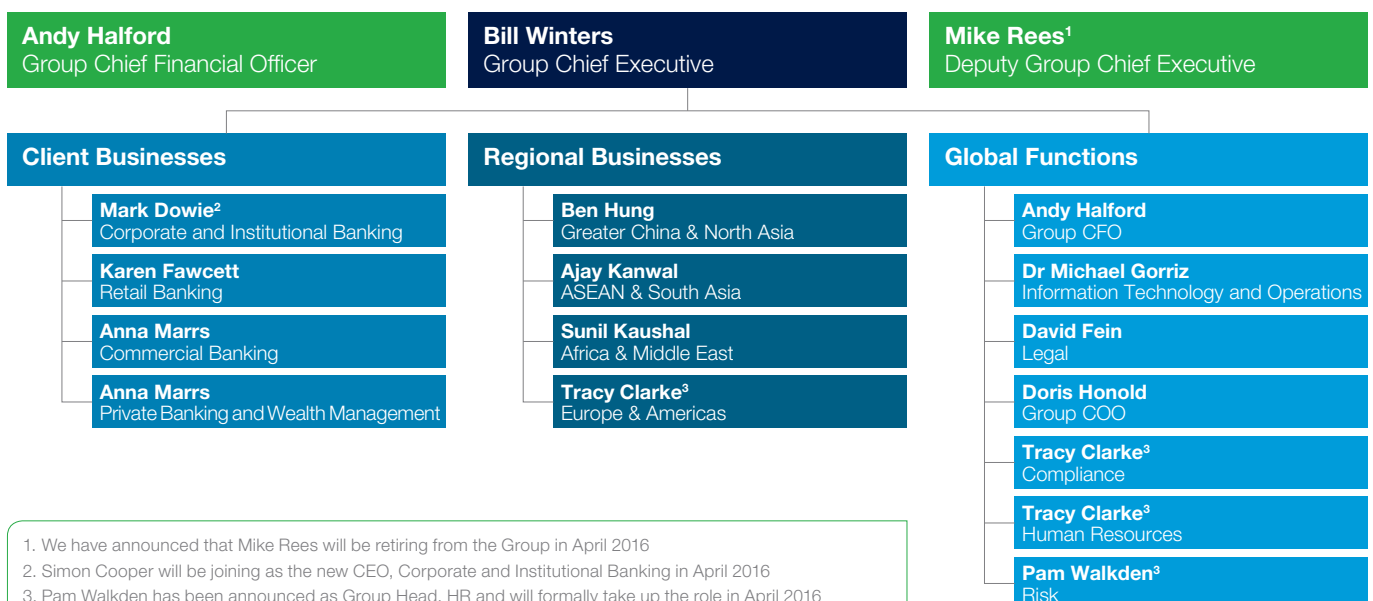 Andy Halford
Group Chief Financial Officer
Bill Winters
Group Chief Executive
Mike Rees¹
Deputy Group Chief Executive
Client Businesses
Mark Dowie²
Corporate and Institutional Banking
Karen Fawcett
Retail Banking
Anna Marrs
Commercial Banking
Anna Marrs
Private Banking and Wealth Management
Regional Businesses
Ben Hung
Greater China & North Asia
Ajay Kanwal
ASEAN & South Asia
Sunil Kaushal
Africa & Middle East
Tracy Clarke³
Europe & Americas
Global Functions
Andy Halford
Group CFO
Dr Michael Gorriz
Information Technology and Operations
David Fein
Legal
Doris Honold
Group COO
Tracy Clarke³
Compliance
Tracy Clarke³
Human Resources
Pam Walkden³
Risk
1. We have announced that Mike Rees will be retiring from the Group in April 2016
2. Simon Cooper will be joining as the new CEO, Corporate and Institutional Banking in April 2016
3. Pam Walkden has been announced as Group Head, HR and will formally take up the role in April 2016